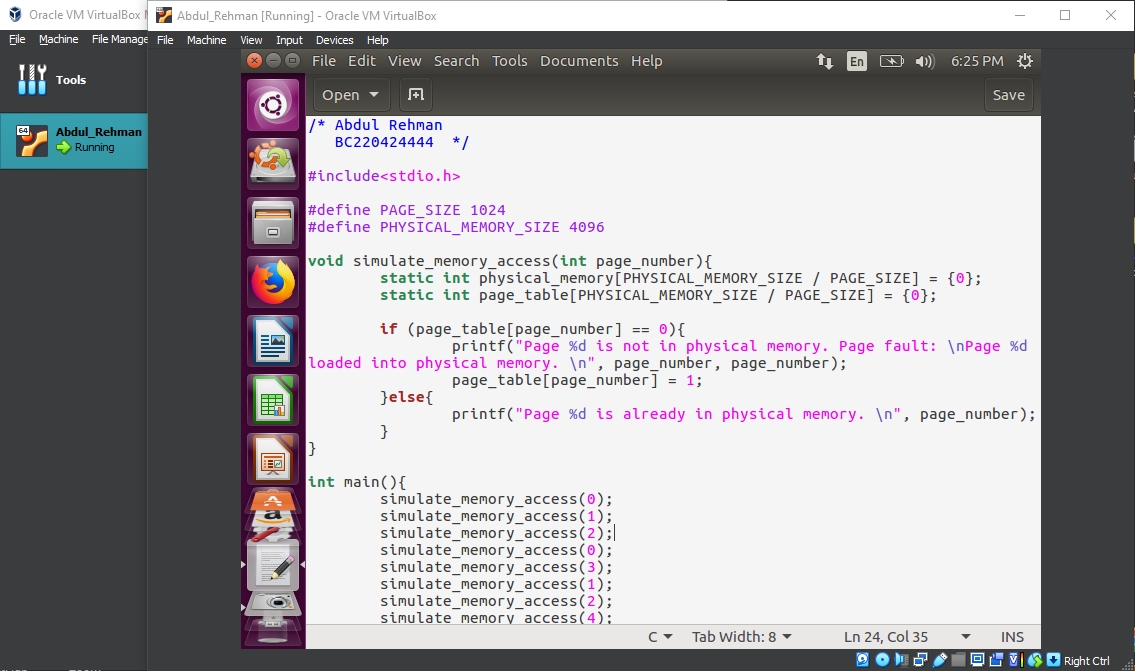 Oracle VM VirtualBox
File Machine File Manage
Tools
64
Abdul_Rehman
Running
Abdul_Rehman [Running] - Oracle VM VirtualBox
File Machine View Input Devices Help
File Edit View Search Tools Documents Help
En
6:25 PM
Open
Save
/* Abdul Rehman
BC220424444 */
#include<stdio.h>
#define PAGE_SIZE 1024
#define PHYSICAL_MEMORY_SIZE 4096
void simulate_memory_access(int page_number){
static int physical_memory[PHYSICAL_MEMORY_SIZE / PAGE_SIZE] = {0};
static int page_table[PHYSICAL_MEMORY_SIZE / PAGE_SIZE] = {0};
if (page_table[page_number] == 0){
printf("Page %d is not in physical memory. Page fault: \nPage %d
loaded into physical memory. \n", page_number, page_number);
page_table[page_number] = 1;
}else{
printf("Page %d is already in physical memory. \n", page_number);
}
}
int main(){
simulate_memory_access(0);
simulate_memory_access(1);
simulate_memory_access(2);
simulate_memory_access(0);
simulate_memory_access(3);
simulate_memory_access(1);
simulate_memory_access(2);
simulate_memory_access(4);
C Tab Width: 8 Ln 24, Col 35 INS
Right Ctrl